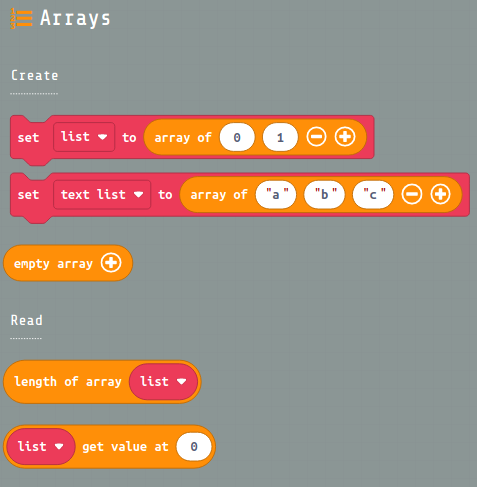 Arrays
Create
set list to array of 0 1
set text list to array of "a" "b" "c"
empty array
Read
length of array list
list get value at 0